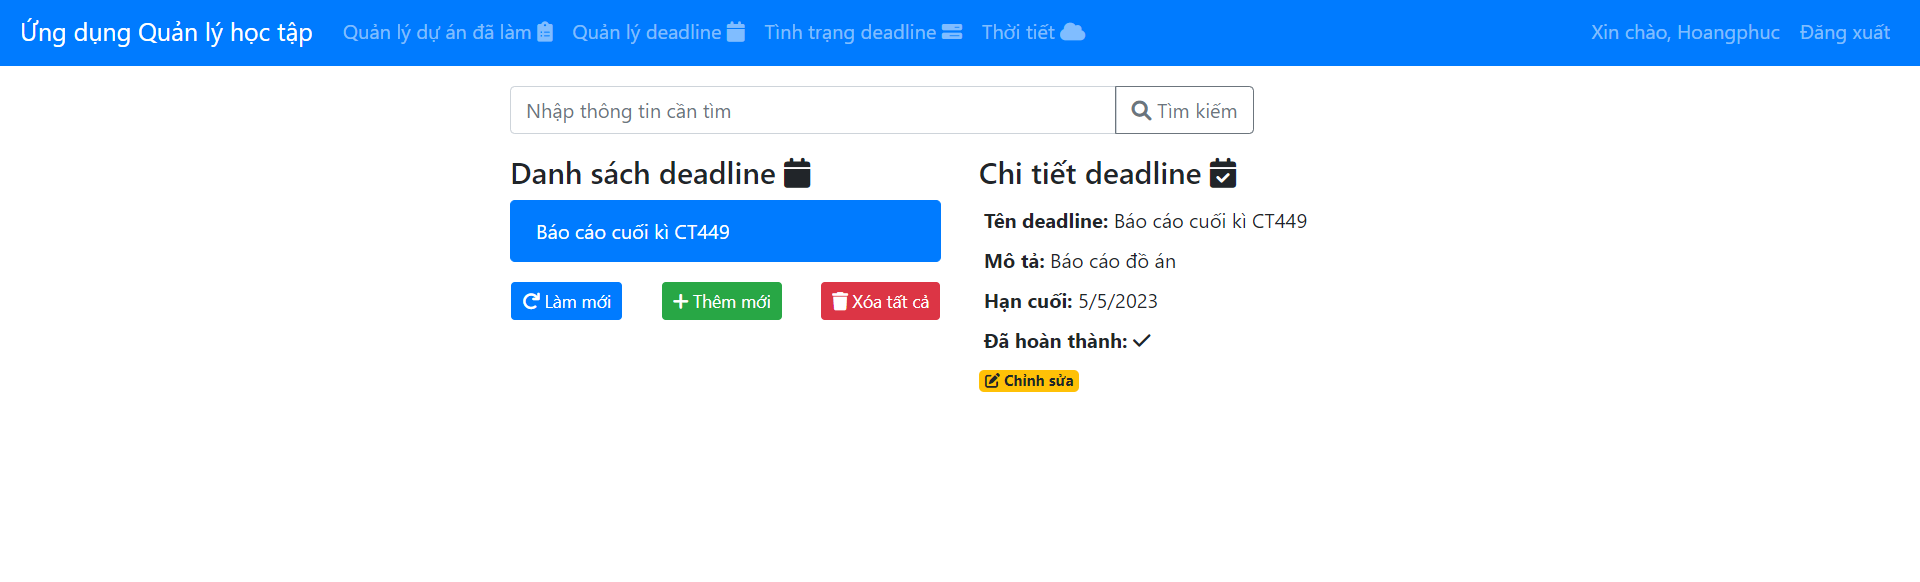 Ứng dụng Quản lý học tập Quản lý dự án đã làm Quản lý deadline Tình trạng deadline Thời tiết Xin chào, Hoangphuc Đăng xuất
Nhập thông tin cần tìm Tìm kiếm
Danh sách deadline
Báo cáo cuối kì CT449
Làm mới Thêm mới Xóa tất cả
Chi tiết deadline
Tên deadline: Báo cáo cuối kì CT449
Mô tả: Báo cáo đồ án
Hạn cuối: 5/5/2023
Đã hoàn thành:
Chỉnh sửa